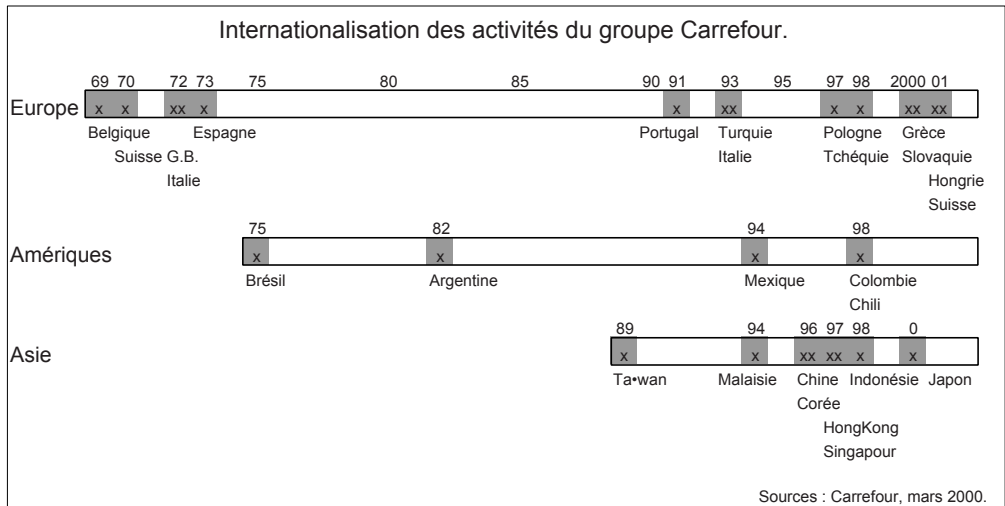 Internationalisation des activités du groupe Carrefour.
69 70 72 73 75 80 85 90 91 93 95 97 98 2000 01
Europe x x xx x x xx x x xx xx
Belgique Espagne Portugal Turquie Pologne Grèce
Suisse G.B. Italie Tchéquie Slovaquie
Italie Hongrie
Suisse
75 82 94 98
Amériques x x x x
Brésil Argentine Mexique Colombie
Chili
89 94 96 97 98 0
Asie x x xx xx x x
Ta•wan Malaisie Chine Indonésie Japon
Corée
HongKong
Singapour
Sources : Carrefour, mars 2000.